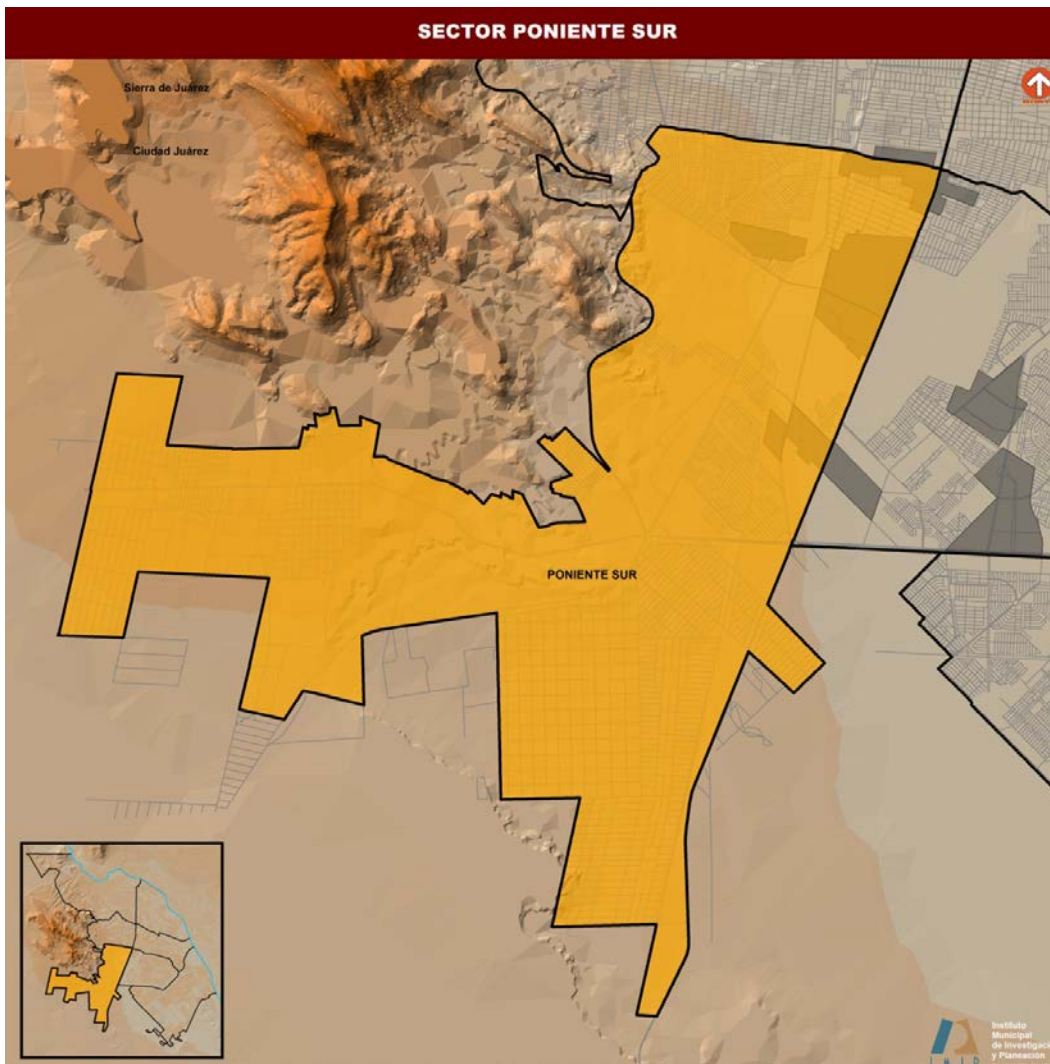 SECTOR PONIENTE SUR
Sierra de Juárez
Ciudad Juárez
PONIENTE SUR
Instituto
Municipal
de Investigaci
y Planeación
I M I P